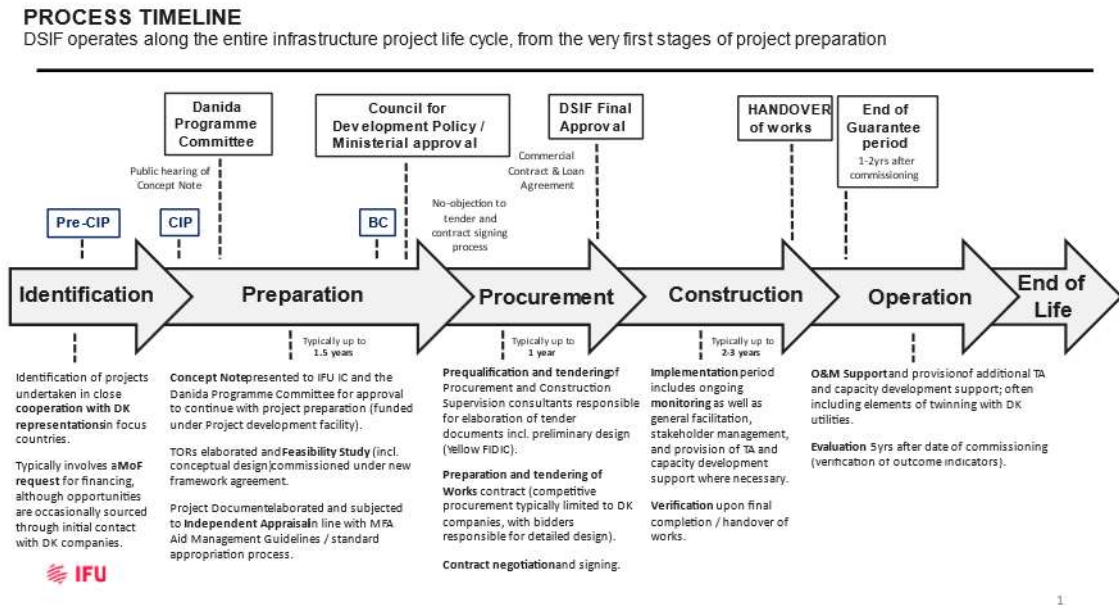 PROCESS TIMELINE
DSIF operates along the entire infrastructure project life cycle, from the very first stages of project preparation
Danida
Programme
Committee
Council for
Development Policy /
Ministerial approval
DSIF Final
Approval
HANDOVER
of works
End of
Guarantee
period
1-2yrs after
commissioning
Public hearing of
Concept Note
Commercial
Contract & Loan
Agreement
No-objection to
tender and
contract signing
process
Pre-CIP
CIP
BC
Identification
Preparation
Procurement
Construction
Operation
End of
Life
Typically up to
1.5 years
Typically up to
1 year
Typically up to
2-3 years
Identification of projects
undertaken in close
cooperation with DK
representationsin focus
countries.
Typically involves aMoF
request for financing,
although opportunities
are occasionally sourced
through initial contact
with DK companies.
Concept Notepresented to IFU IC and the
Danida Programme Committee for approval
to continue with project preparation (funded
under Project development facility).
TORs elaborated andFeasibility Study (incl.
conceptual design)commissioned under new
framework agreement.
Project Documentelaborated and subjected
to Independent Appraisalin line with MFA
Aid Management Guidelines / standard
appropriation process.
Prequalification and tenderingof
Procurement and Construction
Supervision consultants responsible
for elaboration of tender
documents incl. preliminary design
(Yellow FIDIC).
Preparation and tendering of
Works contract (competitive
procurement typically limited to DK
companies, with bidders
responsible for detailed design).
Contract negotiationand signing.
Implementation period
includes ongoing
monitoring as well as
general facilitation,
stakeholder management,
and provision of TA and
capacity development
support where necessary.
Verification upon final
completion / handover of
works.
O&M Support and provisionof additional TA
and capacity development support; often
including elements of twinning with DK
utilities.
Evaluation 5yrs after date of commissioning
(verification of outcome indicators).
IFU
1